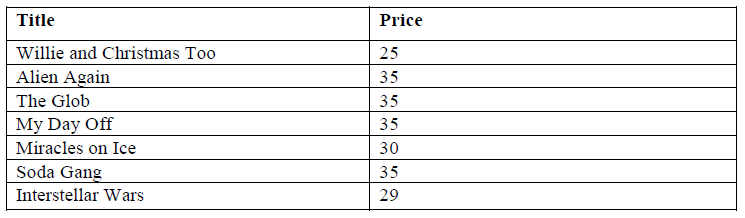 Title Price
Willie and Christmas Too 25
Alien Again 35
The Glob 35
My Day Off 35
Miracles on Ice 30
Soda Gang 35
Interstellar Wars 29